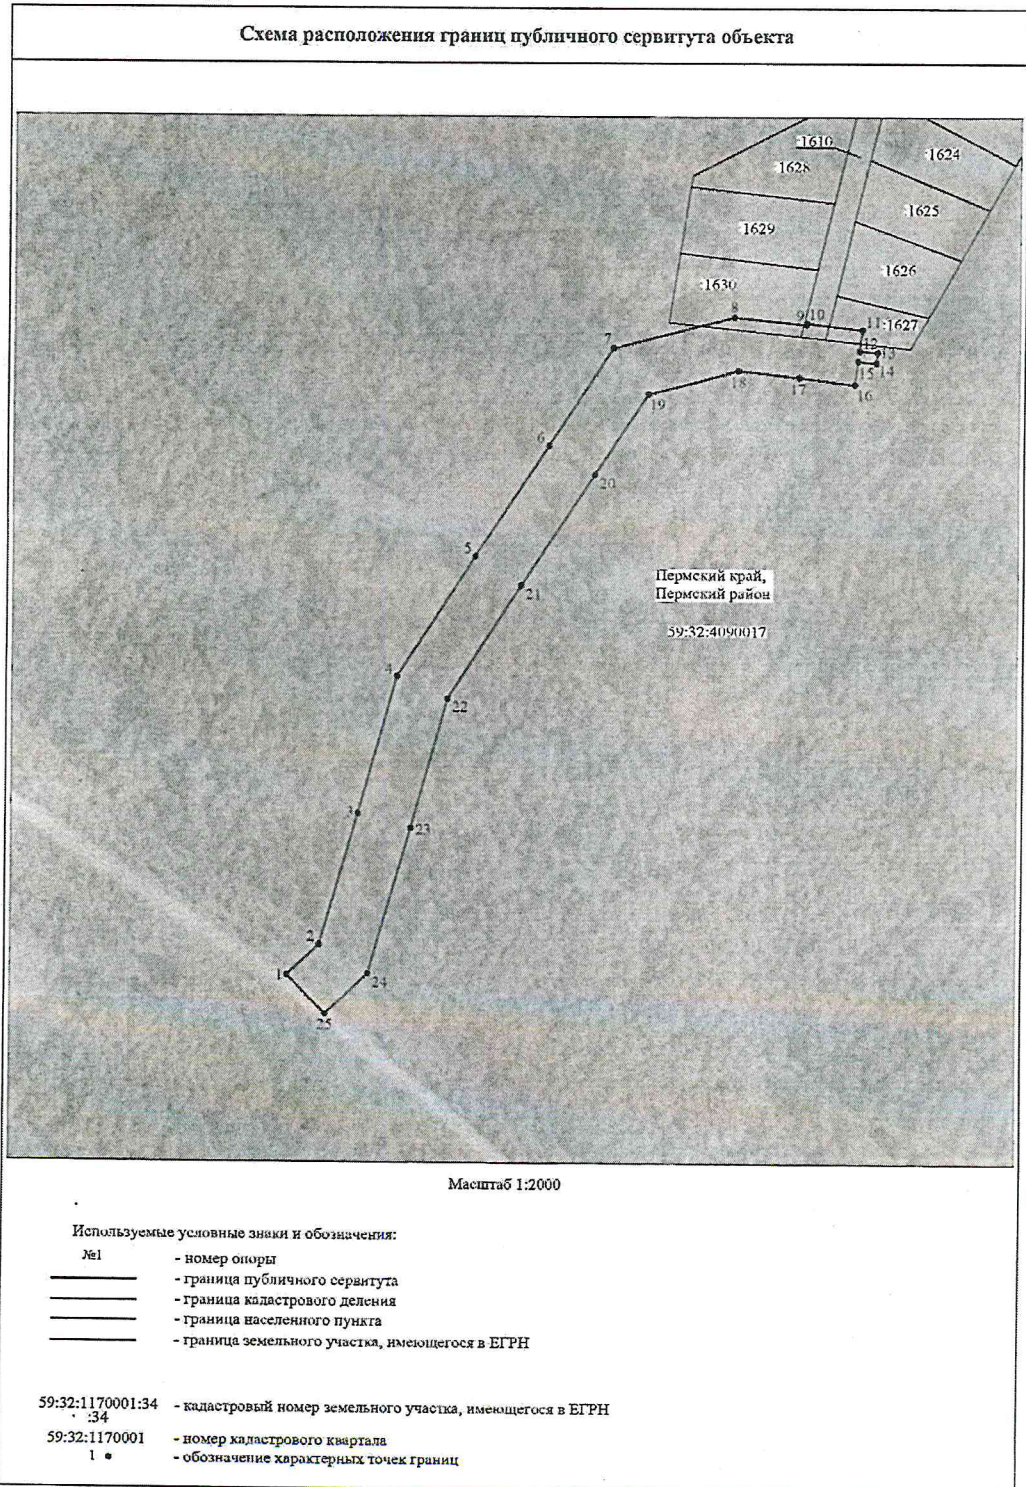 Схема расположения границ публичного сервитута объекта
:1610
:1628
:1624
:1629
:1625
:1630
:1626
8
9
10
11
:1627
7
12
13
15
14
18
17
16
19
6
20
5
21
Пермский край,
Пермский район
59:32:4090017
4
22
3
23
2
1
24
25
Масштаб 1:2000
Используемые условные знаки и обозначения:
№1 - номер опоры
- граница публичного сервитута
- граница кадастрового деления
- граница населенного пункта
- граница земельного участка, имеющегося в ЕГРН
59:32:1170001:34 - кадастровый номер земельного участка, имеющегося в ЕГРН
:34
59:32:1170001 - номер кадастрового квартала
1 - обозначение характерных точек границ